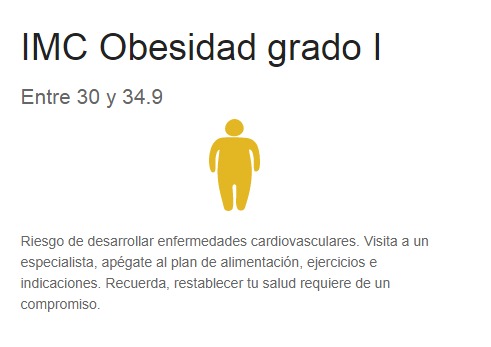 IMC Obesidad grado I
Entre 30 y 34.9
Riesgo de desarrollar enfermedades cardiovasculares. Visita a un
especialista, apégate al plan de alimentación, ejercicios e
indicaciones. Recuerda, restablecer tu salud requiere de un
compromiso.